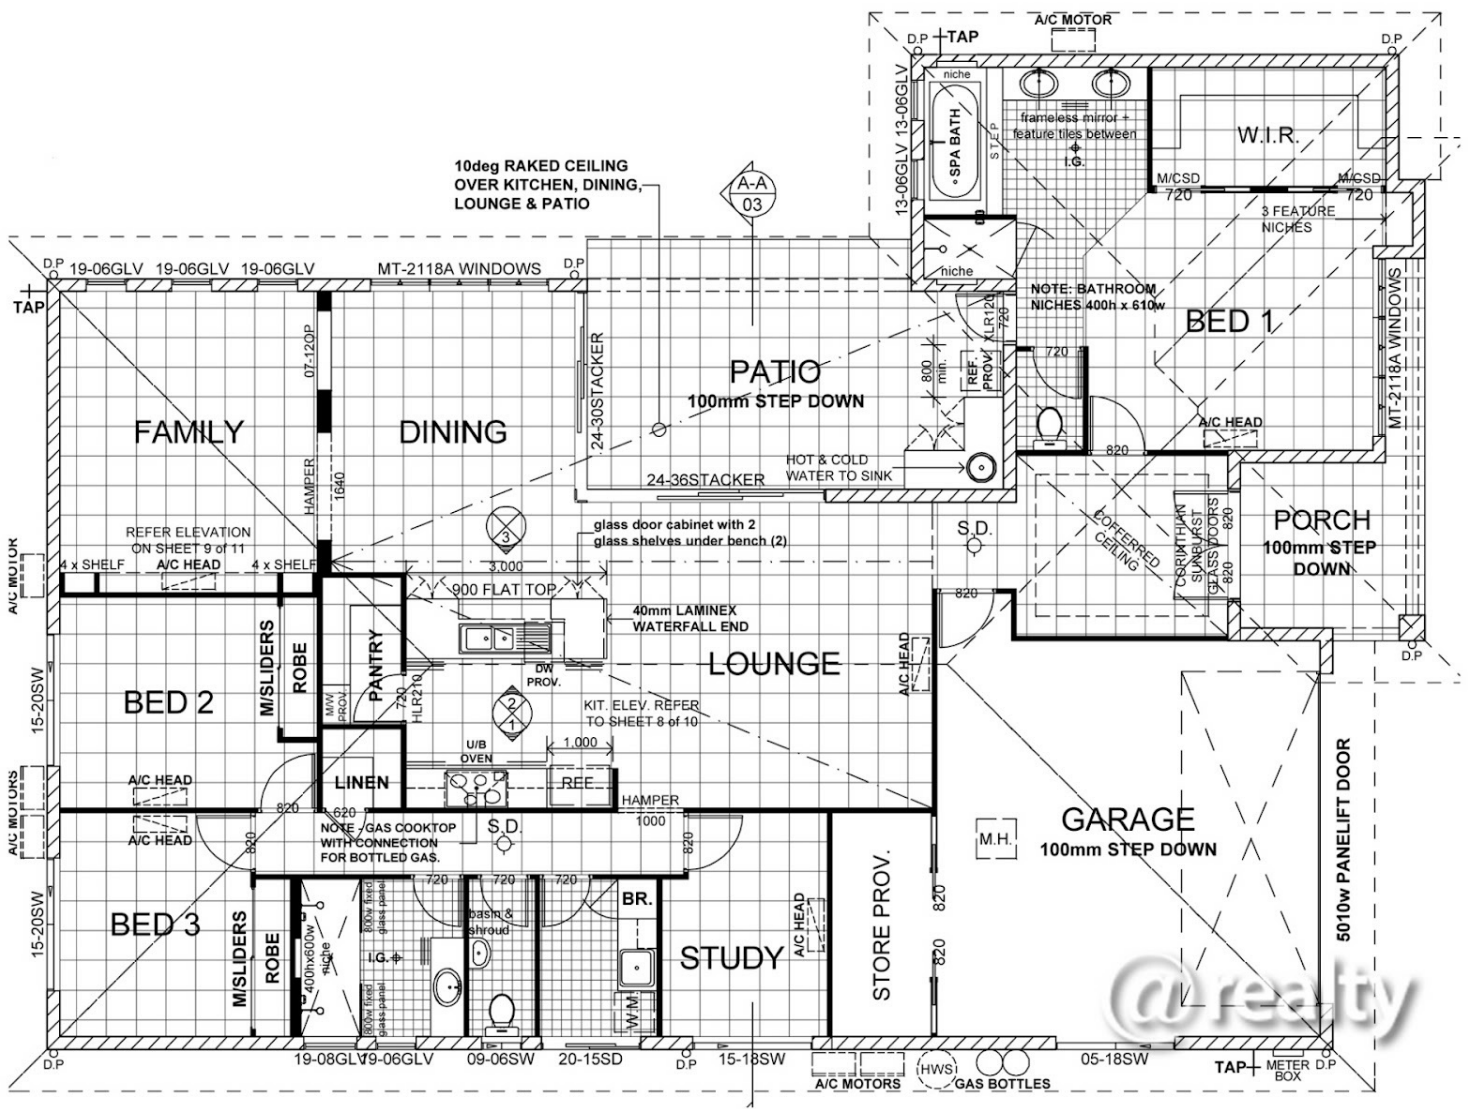 A/C MOTOR
D.P
TAP
D.P
niche
13-06GLV
13-06GLV
SPA BATH
STEP
frameless mirror +
feature tiles between
I.G.
W.I.R.
M/CSD
720
M/CSD
720
3 FEATURE
NICHES
10deg RAKED CEILING
OVER KITCHEN, DINING,
LOUNGE & PATIO
A-A
03
niche
D.P
19-06GLV
19-06GLV
19-06GLV
MT-2118A WINDOWS
D.P
TAP
NOTE: BATHROOM
NICHES 400h x 610w
BED 1
MT-2118A WINDOWS
07-12OP
24-30STACKER
PATIO
100mm STEP DOWN
800
min.
REF.
PROV.
XLR120
720
720
FAMILY
DINING
A/C HEAD
820
HAMPER
1640
HOT & COLD
WATER TO SINK
24-36STACKER
REFER ELEVATION
ON SHEET 9 of 11
A/C HEAD
4 x SHELF
4 x SHELF
A/C MOTOR
3
glass door cabinet with 2
glass shelves under bench (2)
S.D.
COFFERRED
CEILING
CORINTHIAN
SUNBURST
GLASS DOORS
820
820
PORCH
100mm STEP
DOWN
3,000
900 FLAT TOP
40mm LAMINEX
WATERFALL END
820
M/SLIDERS
ROBE
PANTRY
M/W
PROV.
720
HLR210
DW
PROV.
LOUNGE
A/C HEAD
D.P
15-20SW
BED 2
2
1
KIT. ELEV. REFER
TO SHEET 8 of 10
1,000
U/B
OVEN
REF
LINEN
A/C HEAD
820
620
A/C MOTORS
A/C HEAD
820
NOTE - GAS COOKTOP
WITH CONNECTION
FOR BOTTLED GAS.
S.D.
HAMPER
1000
820
M.H.
GARAGE
100mm STEP DOWN
5010w PANELIFT DOOR
15-20SW
BED 3
M/SLIDERS
ROBE
400hx600w
niche
800w fixed
glass panel
800w fixed
glass panel
I.G.
720
720
720
basin &
shroud
BR.
W.M.
STUDY
A/C HEAD
STORE PROV.
820
820
@realty
D.P
19-08GLV
19-06GLV
09-06SW
20-15SD
D.P
15-18SW
A/C MOTORS
HWS
GAS BOTTLES
05-18SW
TAP
METER
BOX
D.P